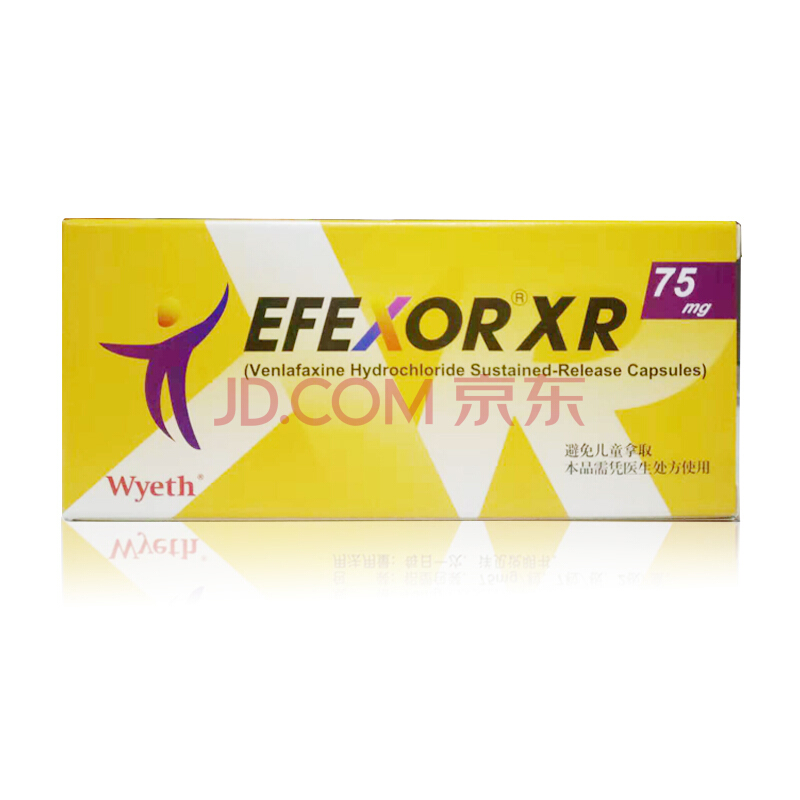 75
mg
EFEXOR® XR
(Venlafaxine Hydrochloride Sustained-Release Capsules)
JD.COM 京东
避免儿童拿取
本品需凭医生处方使用
Wyeth®
Wyeth®